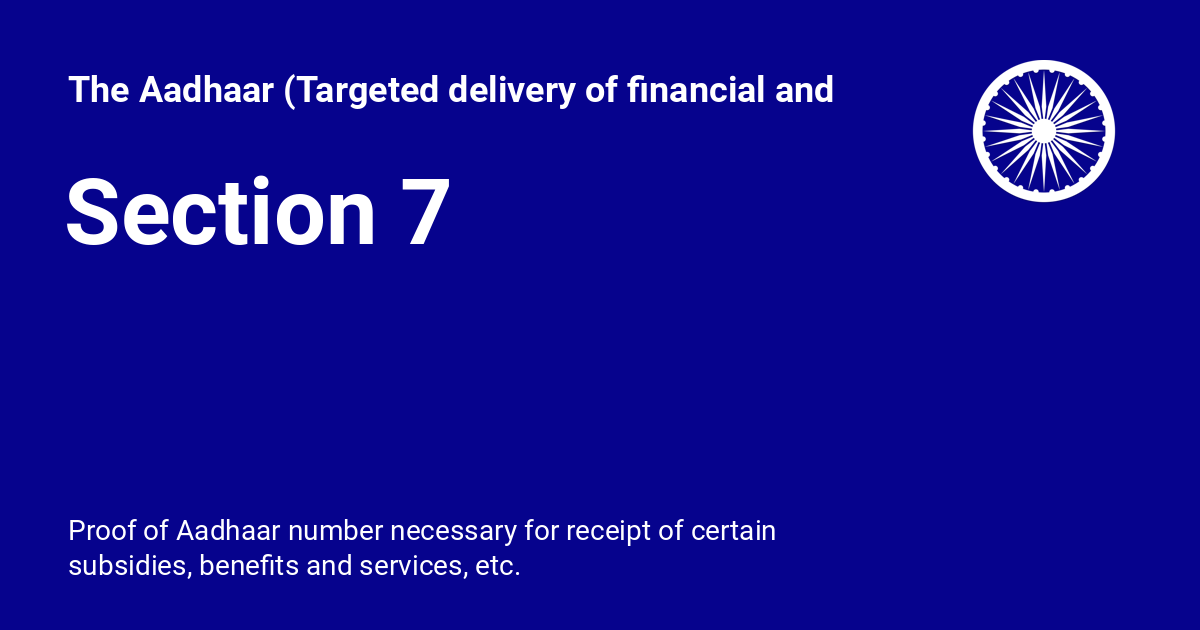 The Aadhaar (Targeted delivery of financial and
Section 7
Proof of Aadhaar number necessary for receipt of certain
subsidies, benefits and services, etc.